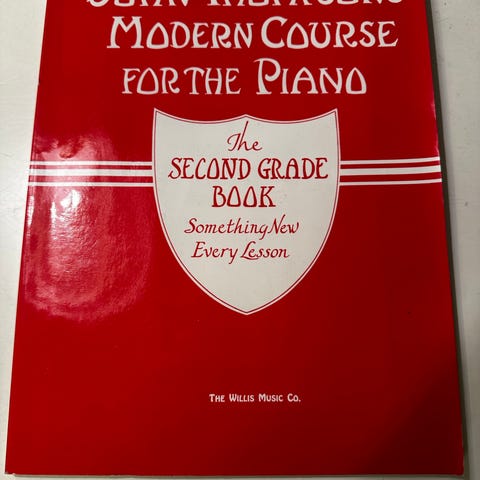 MODERN COURSE
FOR THE PIANO
The
SECOND GRADE
BOOK
Something New
Every Lesson
THE WILLIS MUSIC CO.